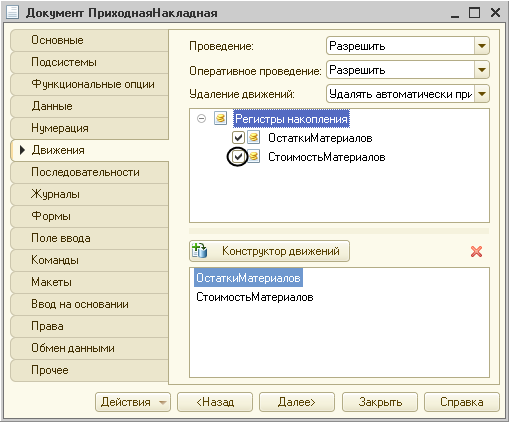 Документ ПриходнаяНакладная
Основные
Подсистемы
Функциональные опции
Данные
Нумерация
Движения
Последовательности
Журналы
Формы
Поле ввода
Команды
Макеты
Ввод на основании
Права
Обмен данными
Прочее
Проведение: Разрешить
Оперативное проведение: Разрешить
Удаление движений: Удалять автоматически при
Регистры накопления
ОстаткиМатериалов
СтоимостьМатериалов
Конструктор движений
ОстаткиМатериалов
СтоимостьМатериалов
Действия <Назад Далее> Закрыть Справка